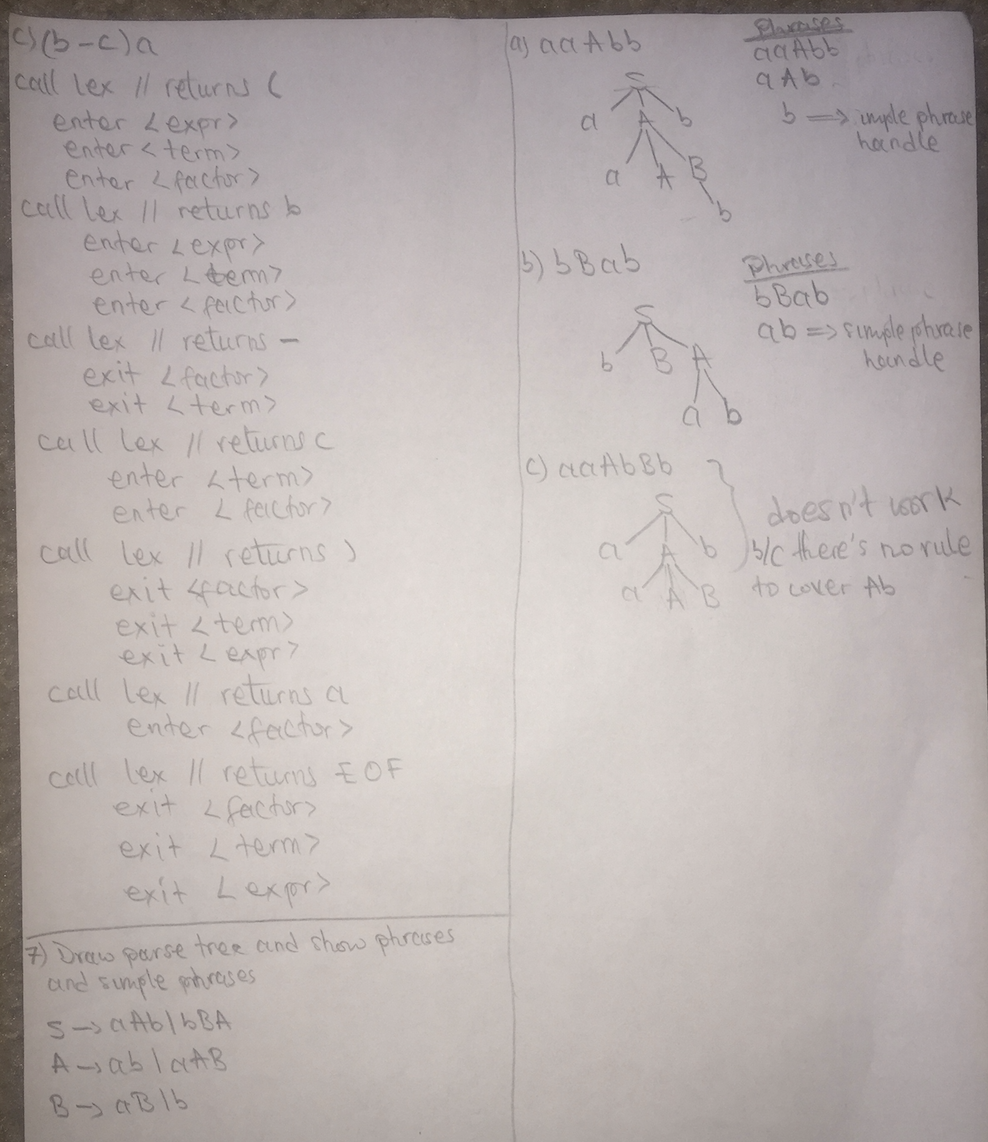 c) (b-c)a
call lex // returns (
enter <expr>
enter <term>
enter <factor>
call lex // returns b
enter <expr>
enter <term>
enter <factor>
call lex // returns -
exit <factor>
exit <term>
call lex // returns c
enter <term>
enter <factor>
call lex // returns )
exit <factor>
exit <term>
exit <expr>
call lex // returns a
enter <factor>
call lex // returns EOF
exit <factor>
exit <term>
exit <expr>
7) Draw parse tree and show phrases
and simple phrases
S -> aAb | bBA
A -> ab | aAB
B -> aB | b
a) aaAbb
S
a A b
a A B
b
Phrases
aaAbb
aAb
b => imple phrase
handle
b) bBab
S
b B A
a b
Phrases
bBab
ab => simple phrase
handle
c) aaAbBb
S
a A b
a A B
doesn't work
b/c there's no rule
to cover Ab